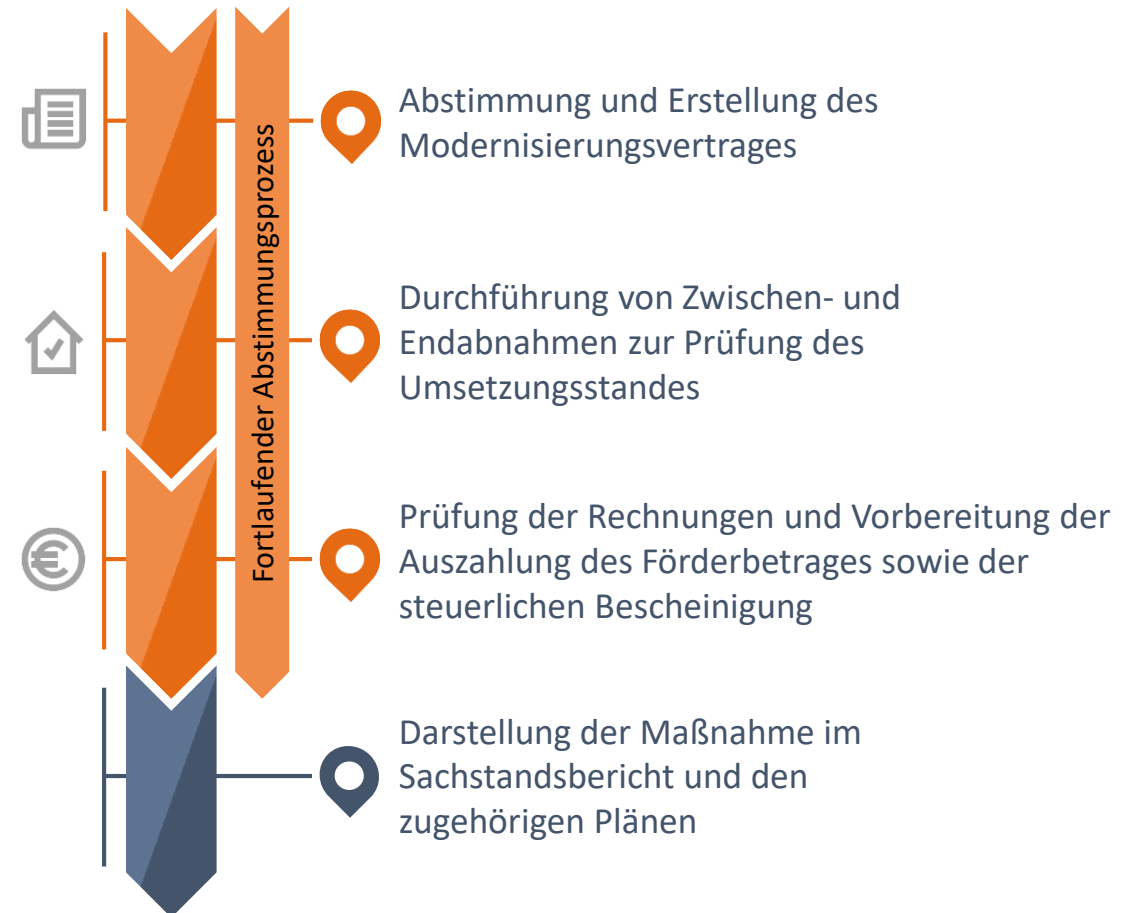 Abstimmung und Erstellung des
Modernisierungsvertrages
Fortlaufender Abstimmungsprozess
Durchführung von Zwischen- und
Endabnahmen zur Prüfung des
Umsetzungsstandes
Prüfung der Rechnungen und Vorbereitung der
Auszahlung des Förderbetrages sowie der
steuerlichen Bescheinigung
Darstellung der Maßnahme im
Sachstandsbericht und den
zugehörigen Plänen